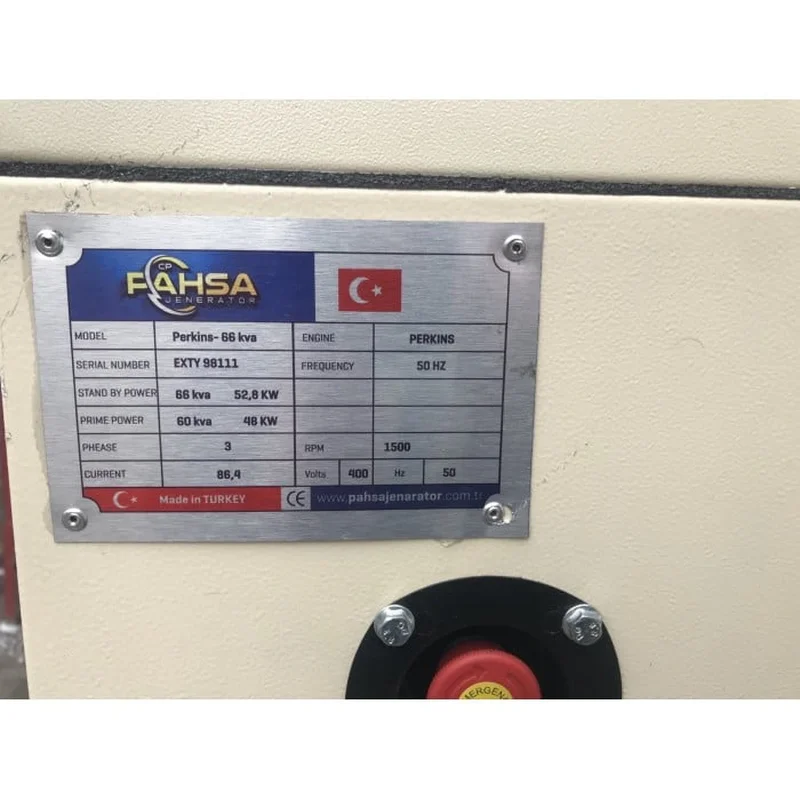 CP
PAHSA
JENERATOR
MODEL Perkins- 66 kva ENGINE PERKINS
SERIAL NUMBER EXTY 98111 FREQUENCY 50 HZ
STAND BY POWER 66 kva 52,8 KW
PRIME POWER 60 kva 48 KW
PHEASE 3 RPM 1500
CURRENT 86,4 Volts 400 Hz 50
Made in TURKEY CE www.pahsajenarator.com.tr